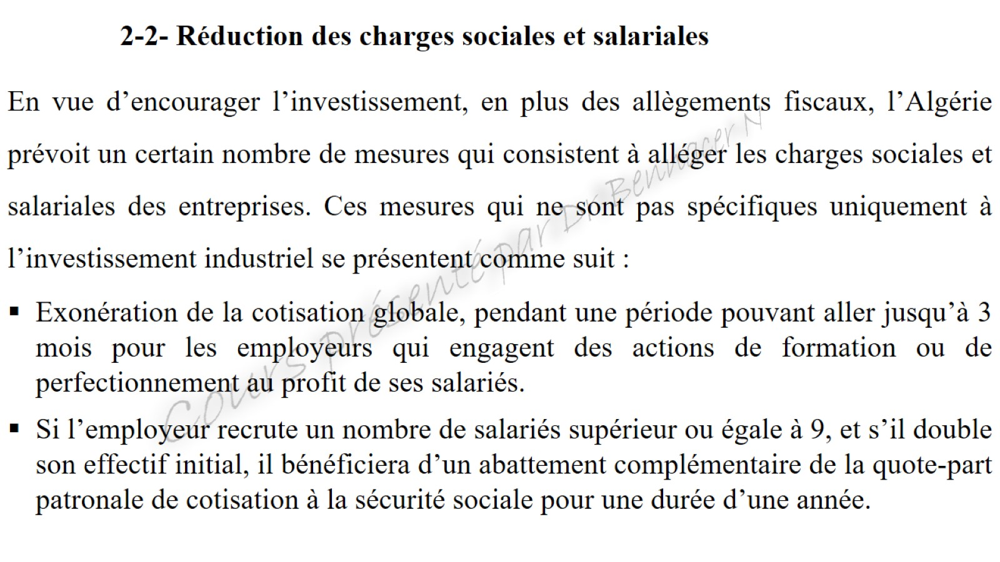 2-2- Réduction des charges sociales et salariales
En vue d’encourager l’investissement, en plus des allègements fiscaux, l’Algérie
prévoit un certain nombre de mesures qui consistent à alléger les charges sociales et
salariales des entreprises. Ces mesures qui ne sont pas spécifiques uniquement à
l’investissement industriel se présentent comme suit :
▪ Exonération de la cotisation globale, pendant une période pouvant aller jusqu’à 3
mois pour les employeurs qui engagent des actions de formation ou de
perfectionnement au profit de ses salariés.
▪ Si l’employeur recrute un nombre de salariés supérieur ou égale à 9, et s’il double
son effectif initial, il bénéficiera d’un abattement complémentaire de la quote-part
patronale de cotisation à la sécurité sociale pour une durée d’une année.
Cours présenté par Dr Bennacer N